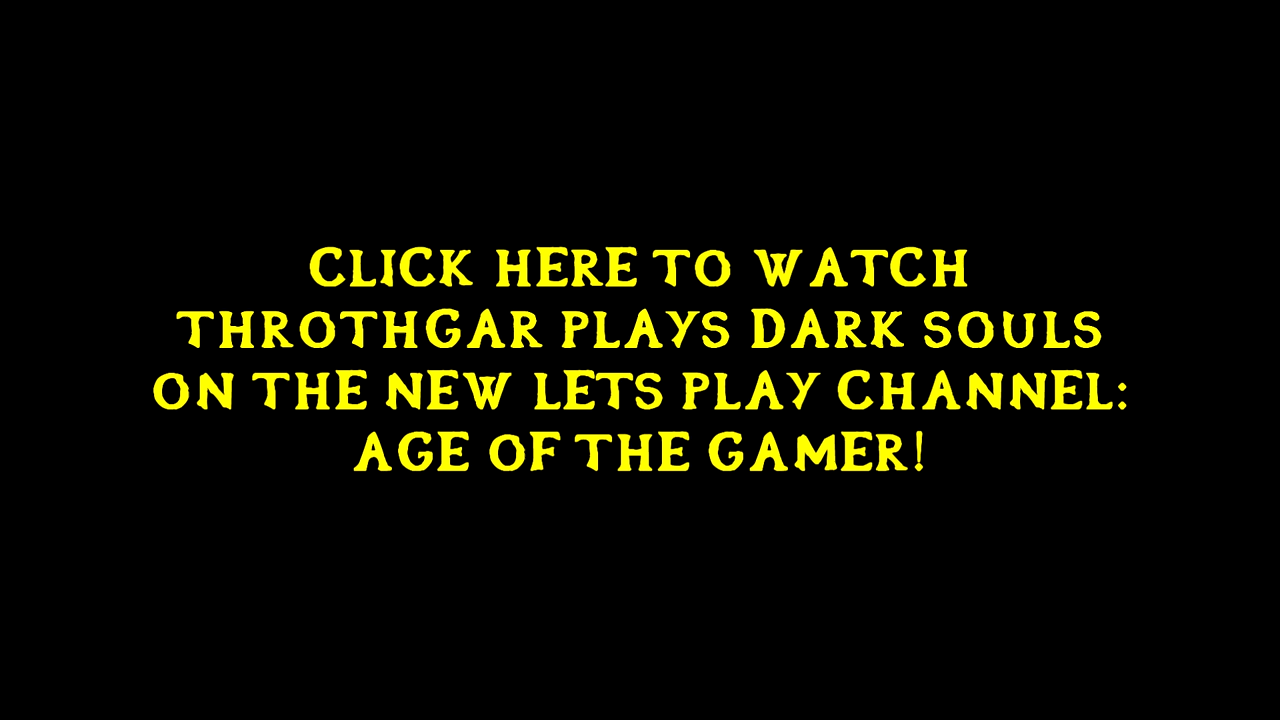 CLICK HERE TO WATCH
THROTHGAR PLAYS DARK SOULS
ON THE NEW LETS PLAY CHANNEL:
AGE OF THE GAMER!